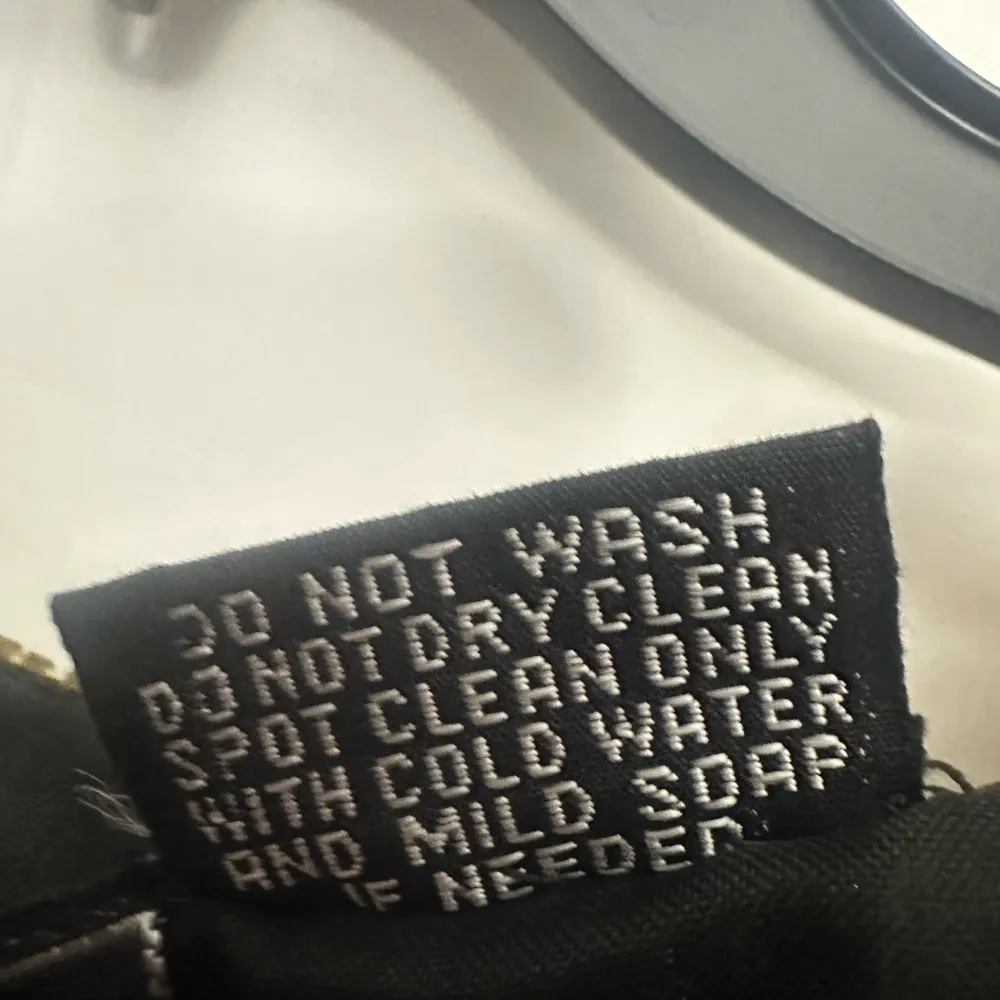 DO NOT WASH
DO NOT DRY CLEAN
SPOT CLEAN ONLY
WITH COLD WATER
AND MILD SOAP
IF NEEDED